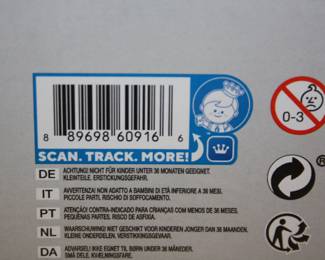 8 89698 60916 6
SCAN. TRACK. MORE!
0-3
®
DE ACHTUNG! NICHT FÜR KINDER UNTER 36 MONATEN GEEIGNET.
KLEINTEILE. ERSTICKUNGSGEFAHR.
IT AVVERTENZA! NON ADATTO A BAMBINI DI ETÀ INFERIORE A 36 MESI.
PICCOLE PARTI, RISCHIO DI SOFFOCAMENTO.
PT ATENÇÃO! CONTRA-INDICADO PARA CRIANÇAS COM MENOS DE 36 MESES.
PEQUENAS PARTES. RISCO DE ASFIXIA.
NL WAARSCHUWING! NIET GESCHIKT VOOR KINDEREN JONGER DAN 36 MAANDEN.
KLEINE ONDERDELEN. VERSTIKKINGSGEVAAR.
DA ADVARSEL! IKKE EGNET TIL BØRN UNDER 36 MÅNEDER.
SMÅ DELE. KVÆLNINGSFARE.